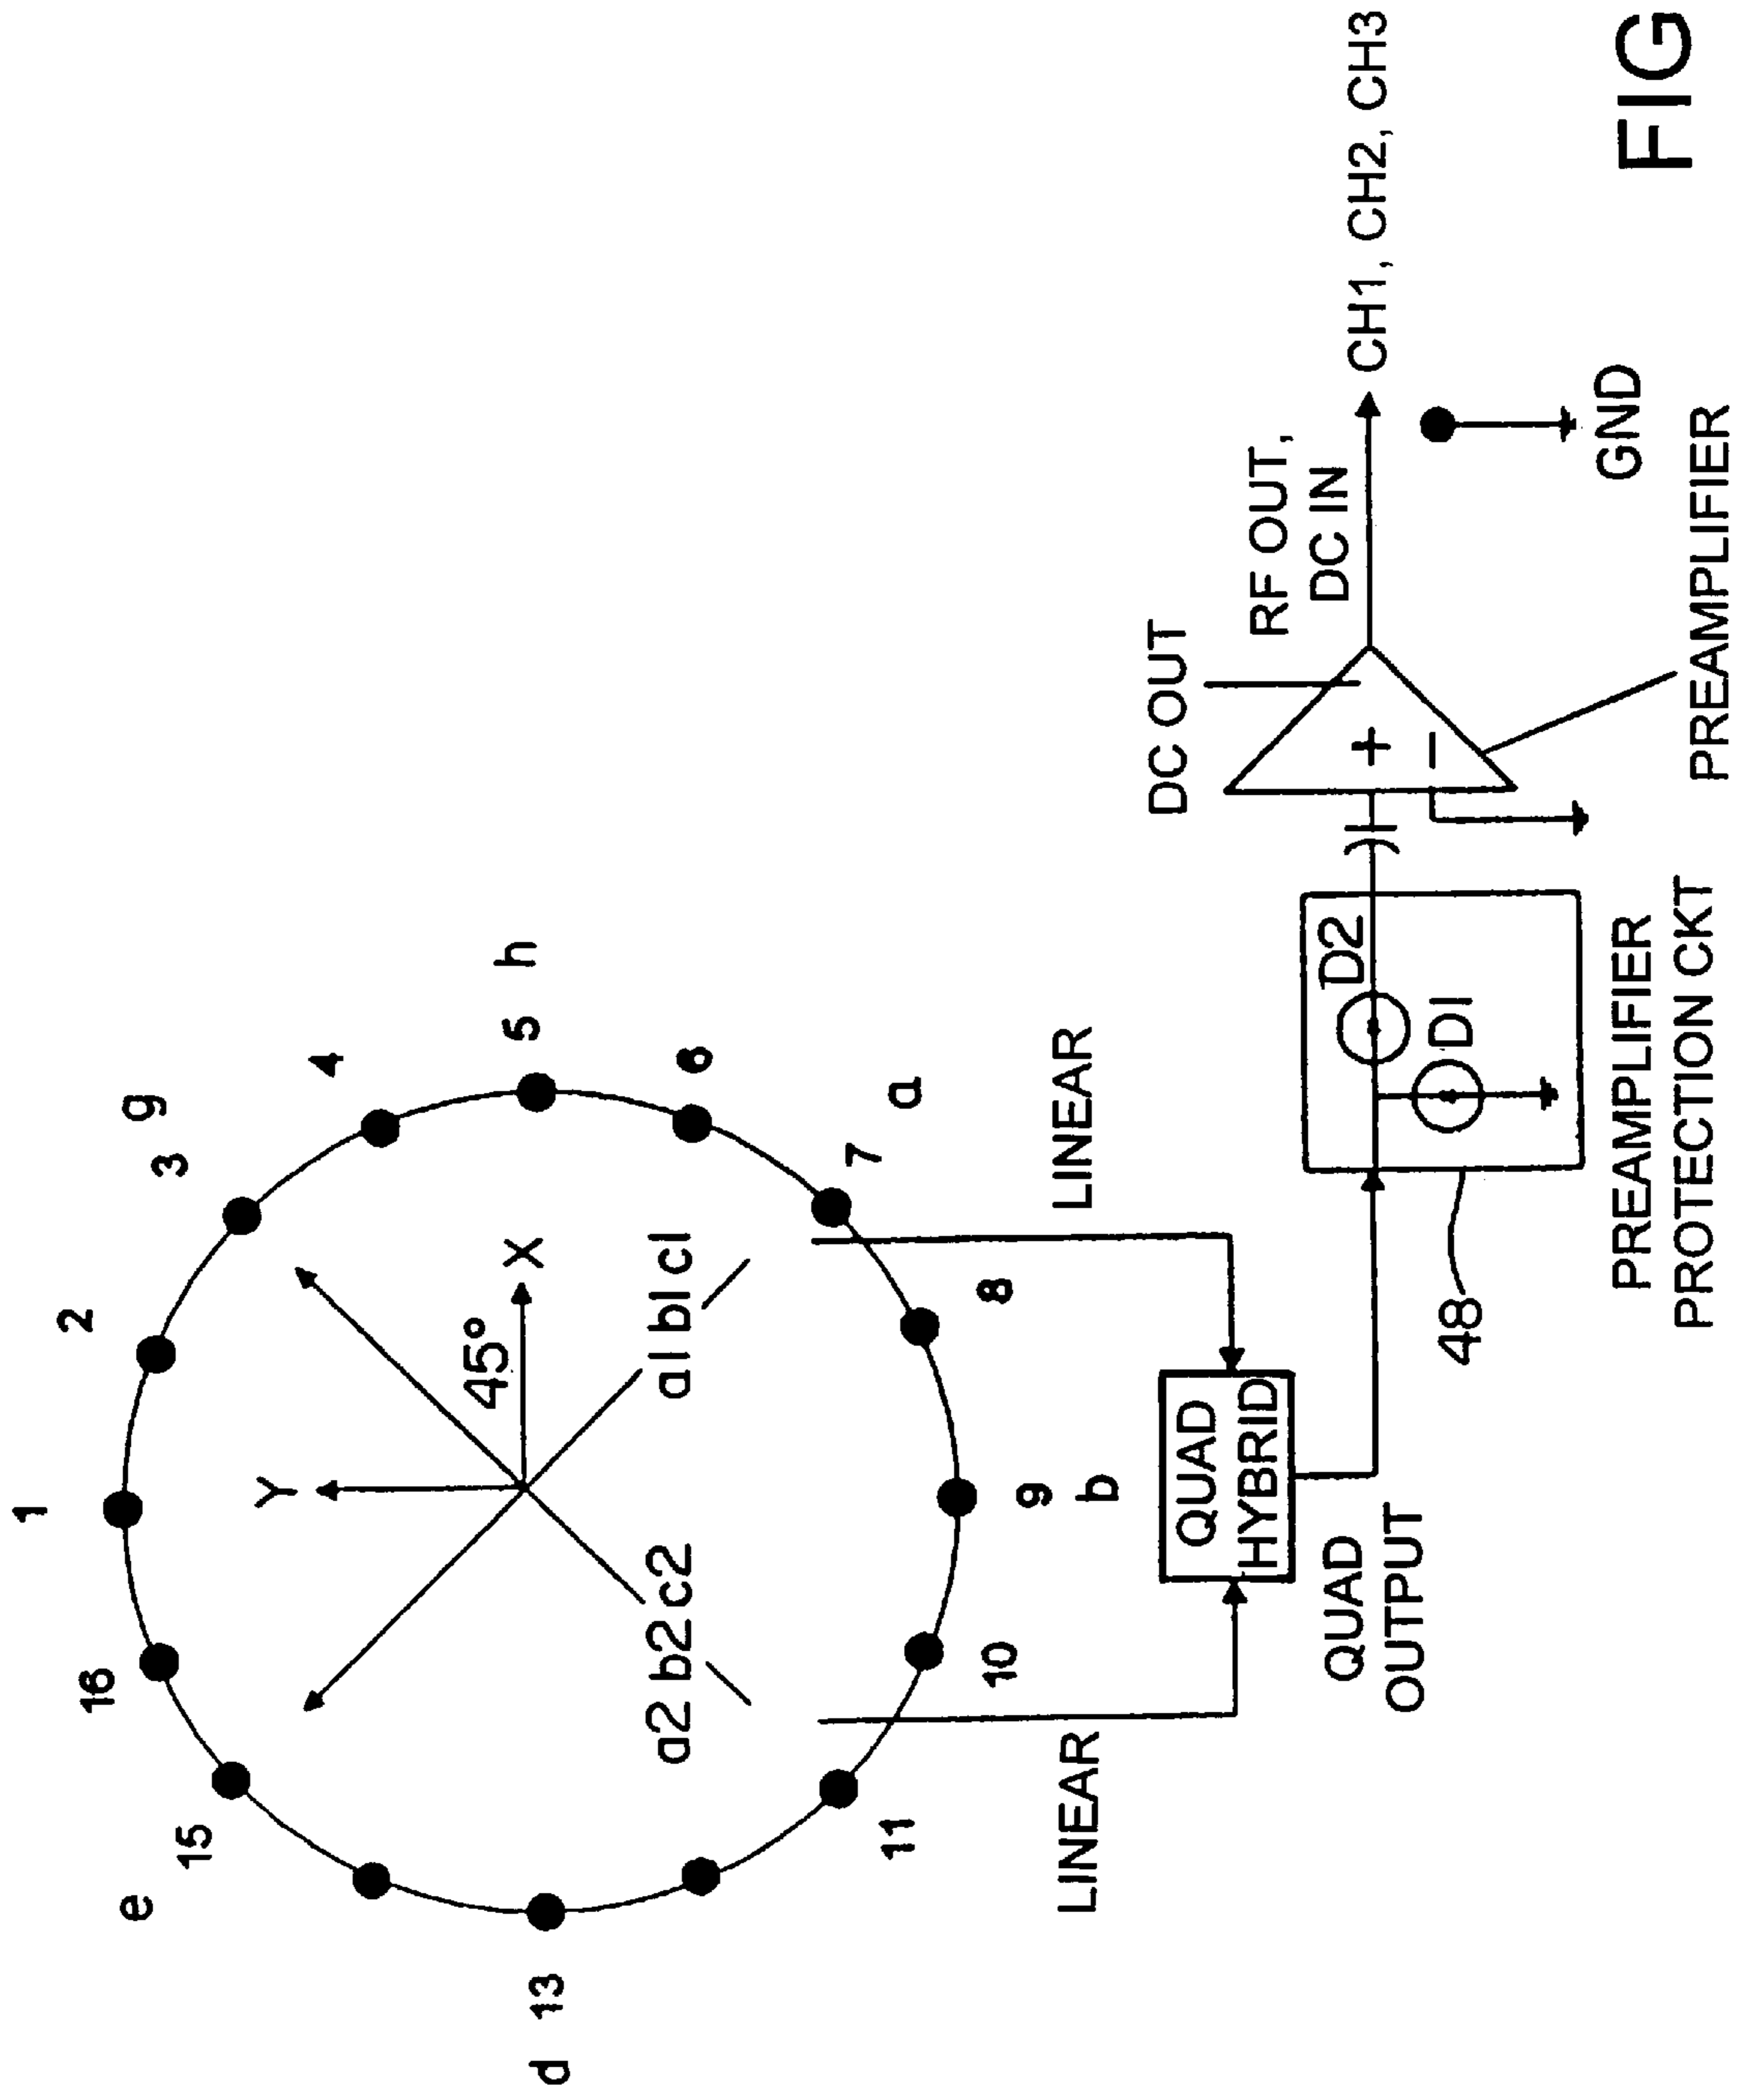 1
2
3
g
4
5
h
6
7
a
8
9
b
10
11
13
d
15
e
16
Y
X
45°
a1 b1 c1
a2 b2 c2
LINEAR
LINEAR
QUAD
HYBRID
QUAD
OUTPUT
48
D1
D2
PREAMPLIFIER
PROTECTION CKT
+
−
DC OUT
RF OUT,
DC IN
CH1, CH2, CH3
GND
PREAMPLIFIER
FIG